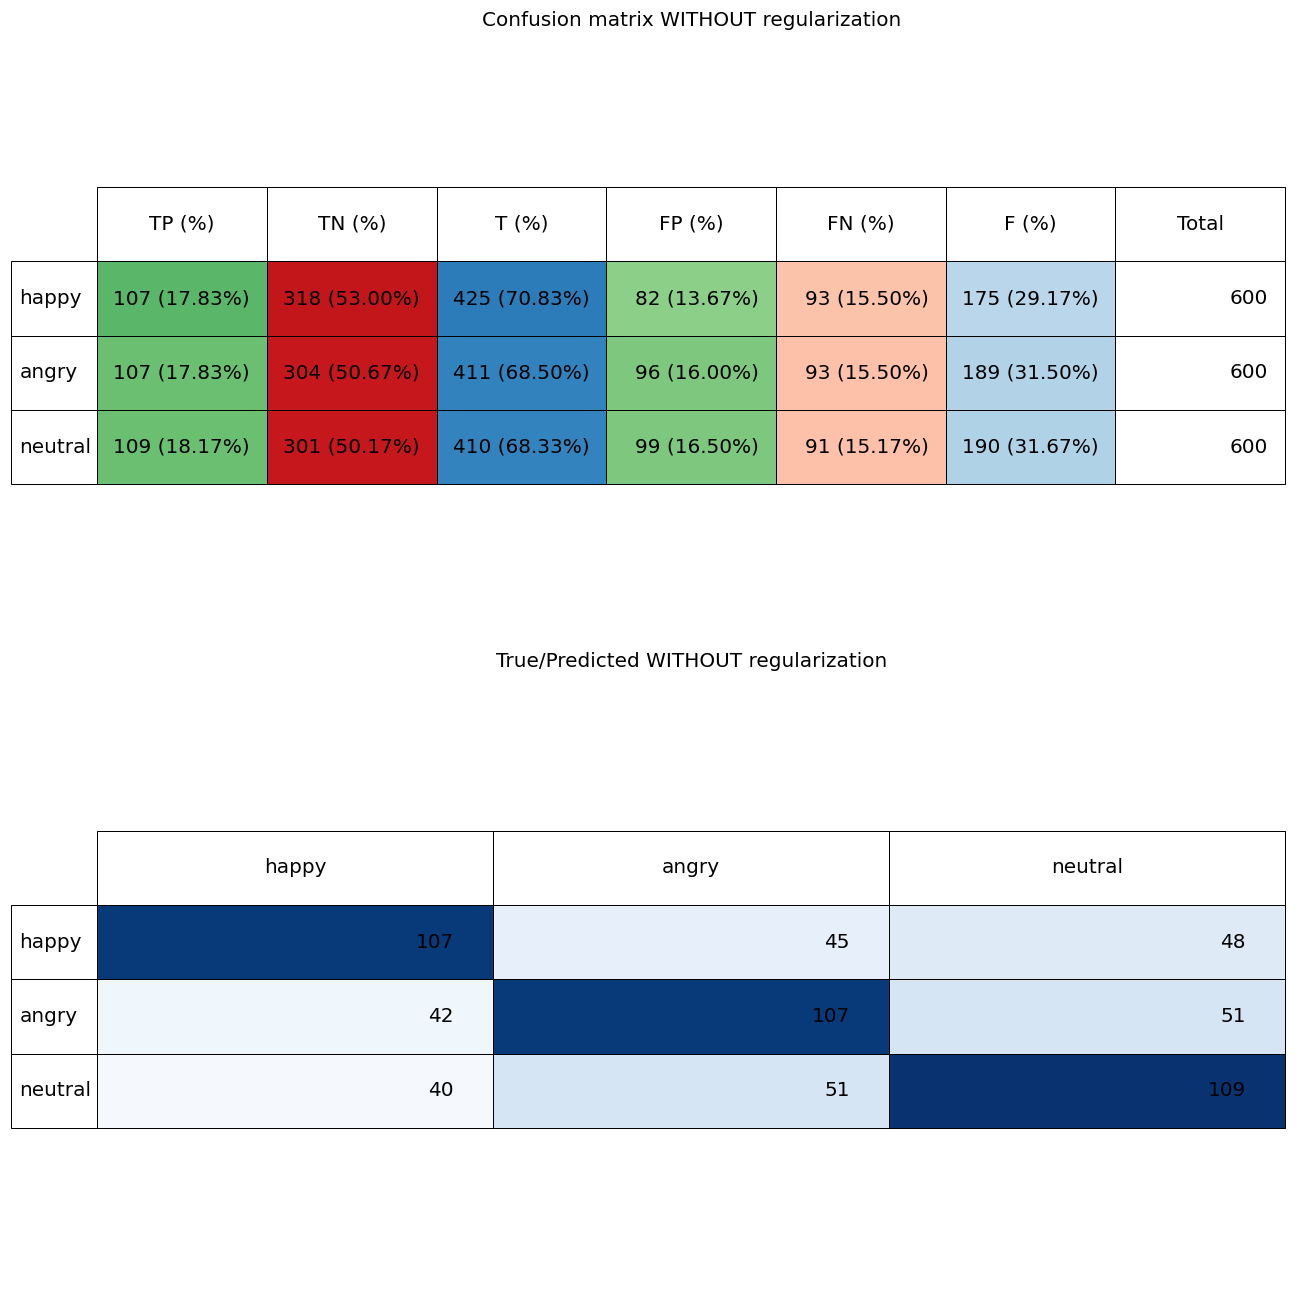 Confusion matrix WITHOUT regularization
TP (%) TN (%) T (%) FP (%) FN (%) F (%) Total
happy 107 (17.83%) 318 (53.00%) 425 (70.83%) 82 (13.67%) 93 (15.50%) 175 (29.17%) 600
angry 107 (17.83%) 304 (50.67%) 411 (68.50%) 96 (16.00%) 93 (15.50%) 189 (31.50%) 600
neutral 109 (18.17%) 301 (50.17%) 410 (68.33%) 99 (16.50%) 91 (15.17%) 190 (31.67%) 600
True/Predicted WITHOUT regularization
happy angry neutral
happy 107 45 48
angry 42 107 51
neutral 40 51 109